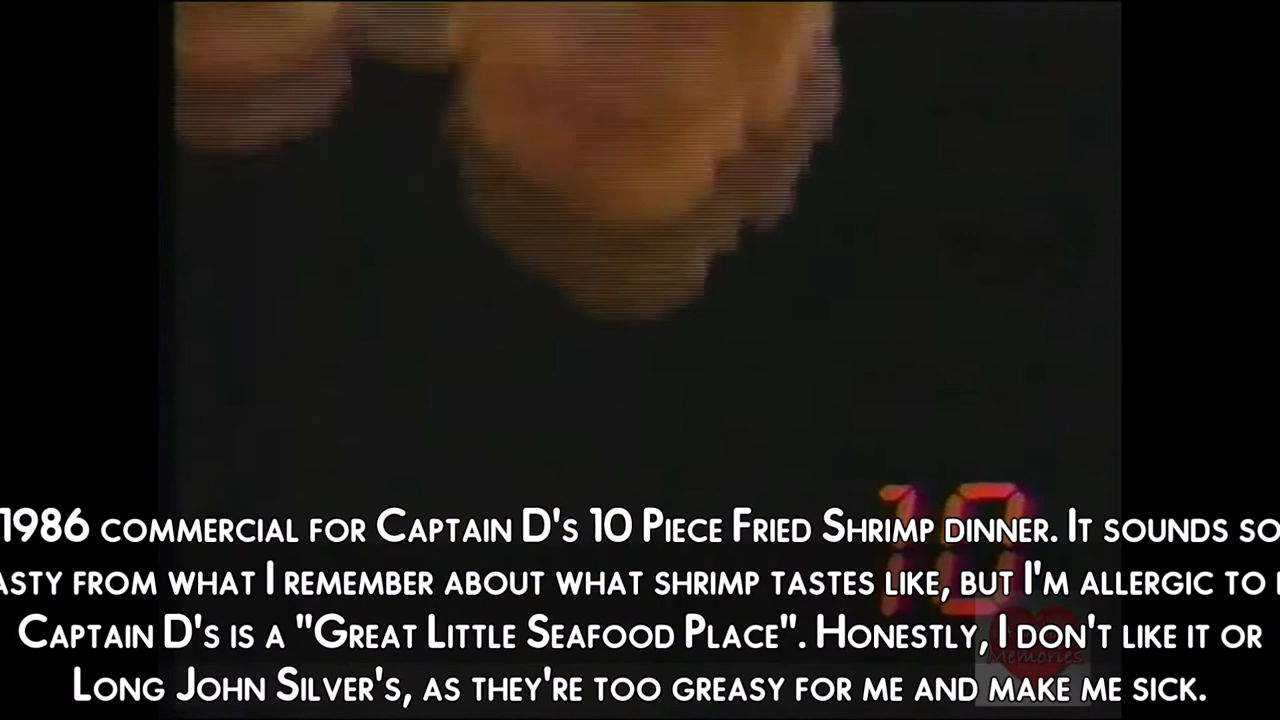 10
1986 commercial for Captain D's 10 Piece Fried Shrimp dinner. It sounds so
asty from what I remember about what shrimp tastes like, but I'm allergic to
Captain D's is a "Great Little Seafood Place". Honestly, I don't like it or
Long John Silver's, as they're too greasy for me and make me sick.
Memories